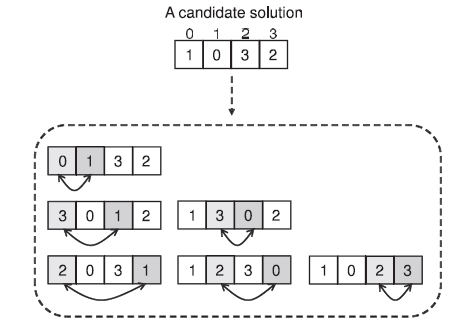 A candidate solution
0 1 2 3
1 0 3 2
0 1 3 2
3 0 1 2 1 3 0 2
2 0 3 1 1 2 3 0 1 0 2 3